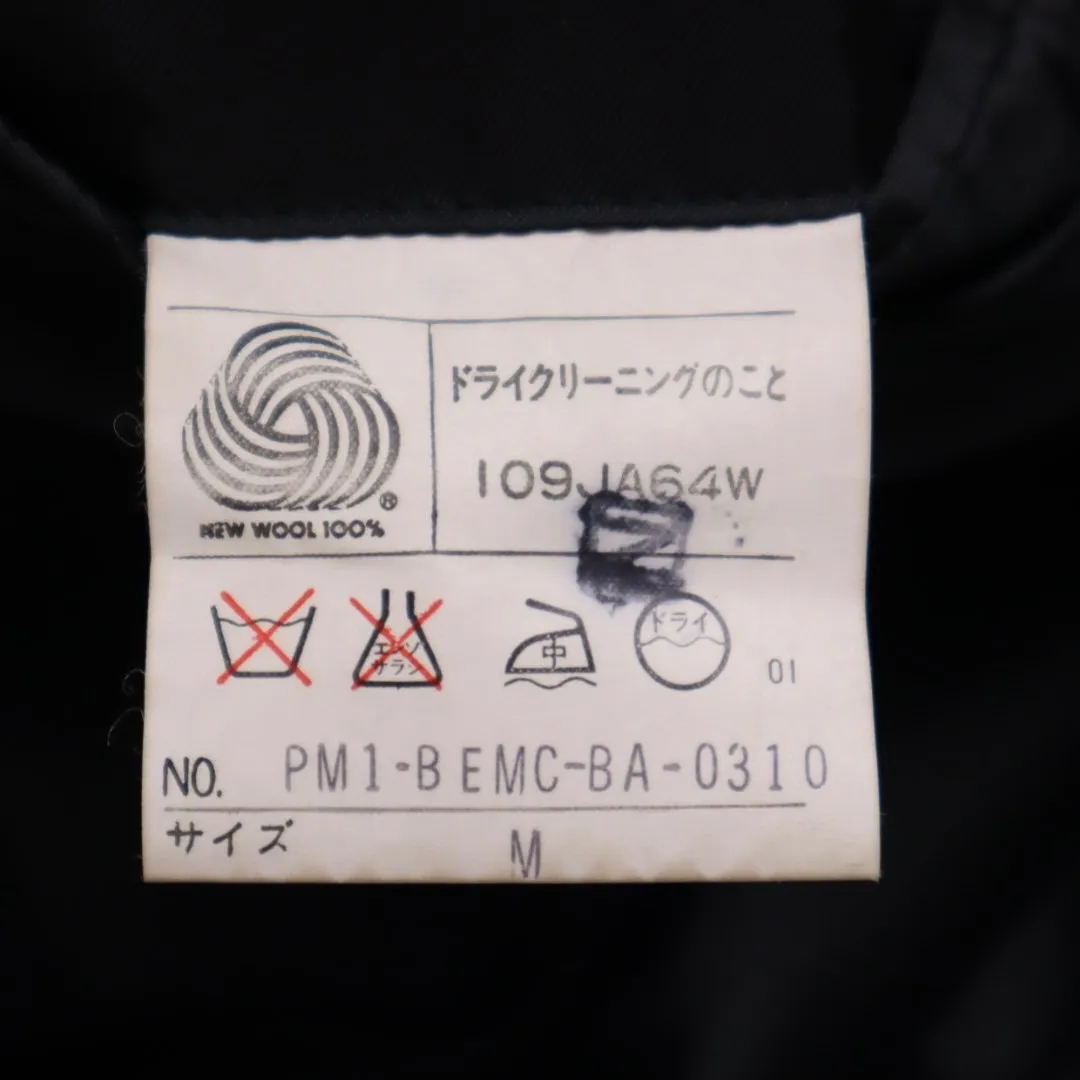 ドライクリーニングのこと
109JA64W
®
NEW WOOL 100%
エンソ
サラシ
中
ドライ
01
NO. PM1-BEMC-BA-0310
サイズ M